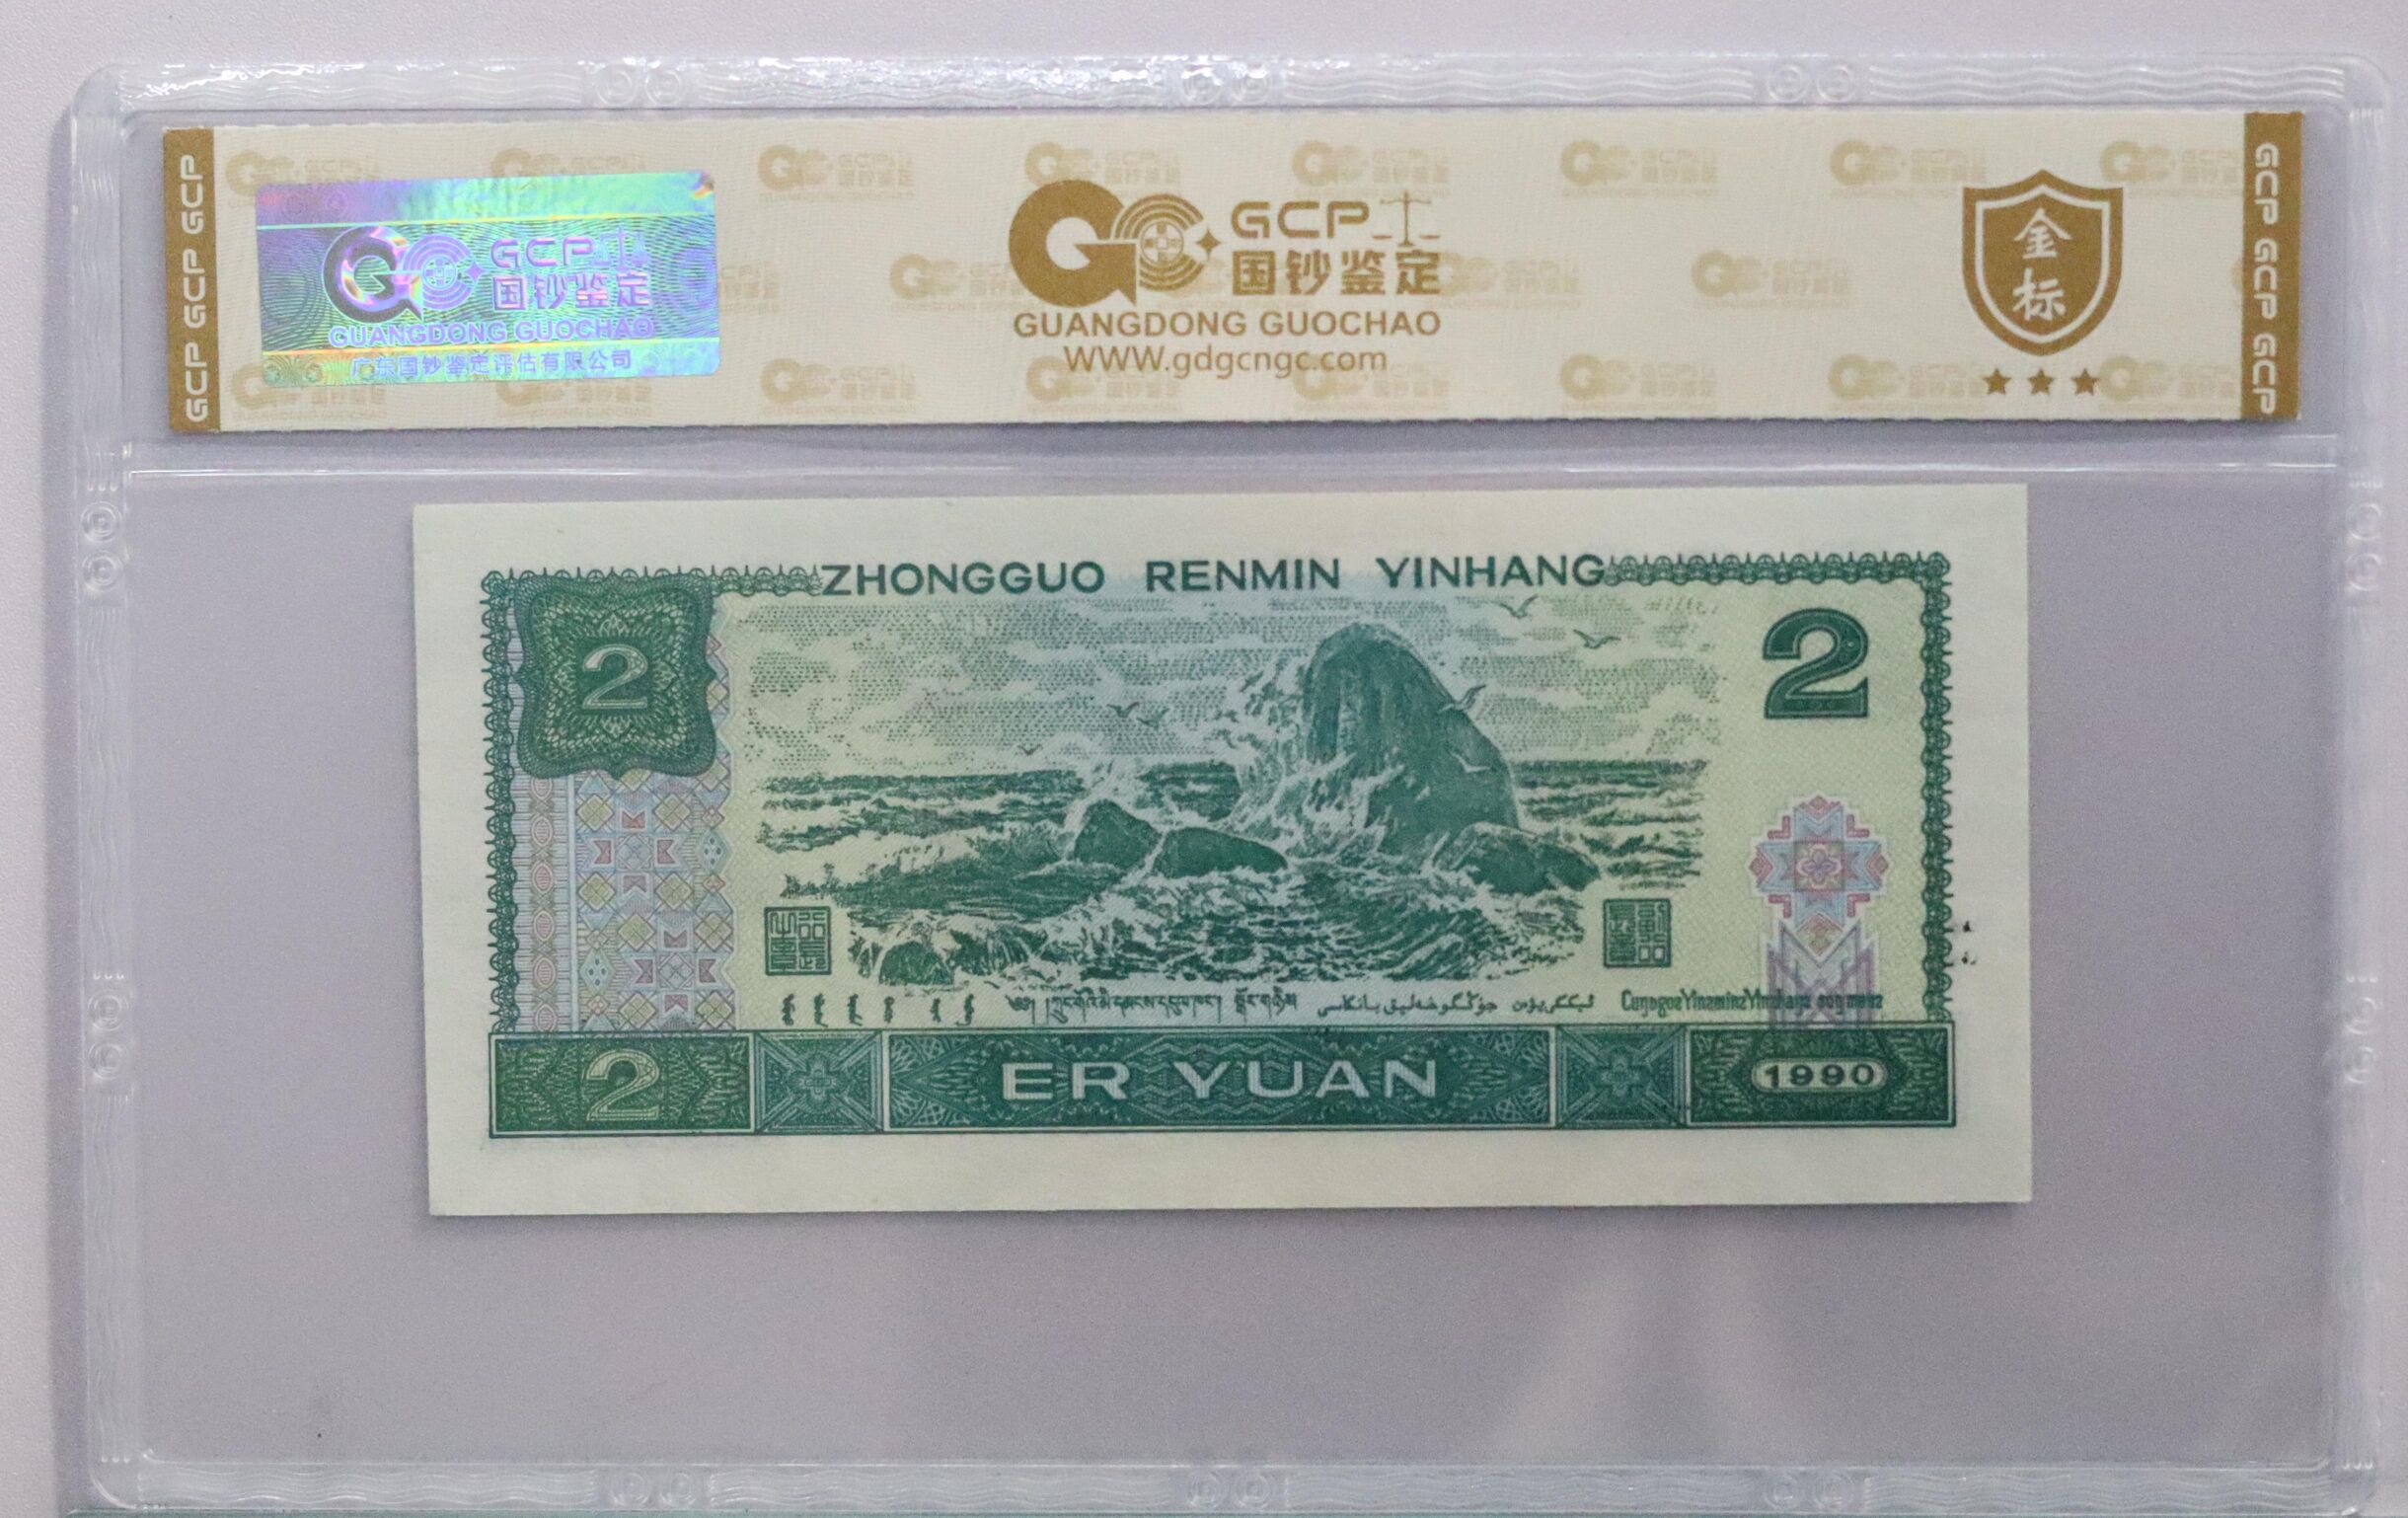 GCP GCP GCP
GCP
国钞鉴定
GUANGDONG GUOCHAO
广东国钞鉴定评估有限公司
GCP
国钞鉴定
GUANGDONG GUOCHAO
WWW.gdgcngc.com
金
标
GCP GCP GCP
ZHONGGUO RENMIN YINHANG
2
2
2
ER YUAN
1990